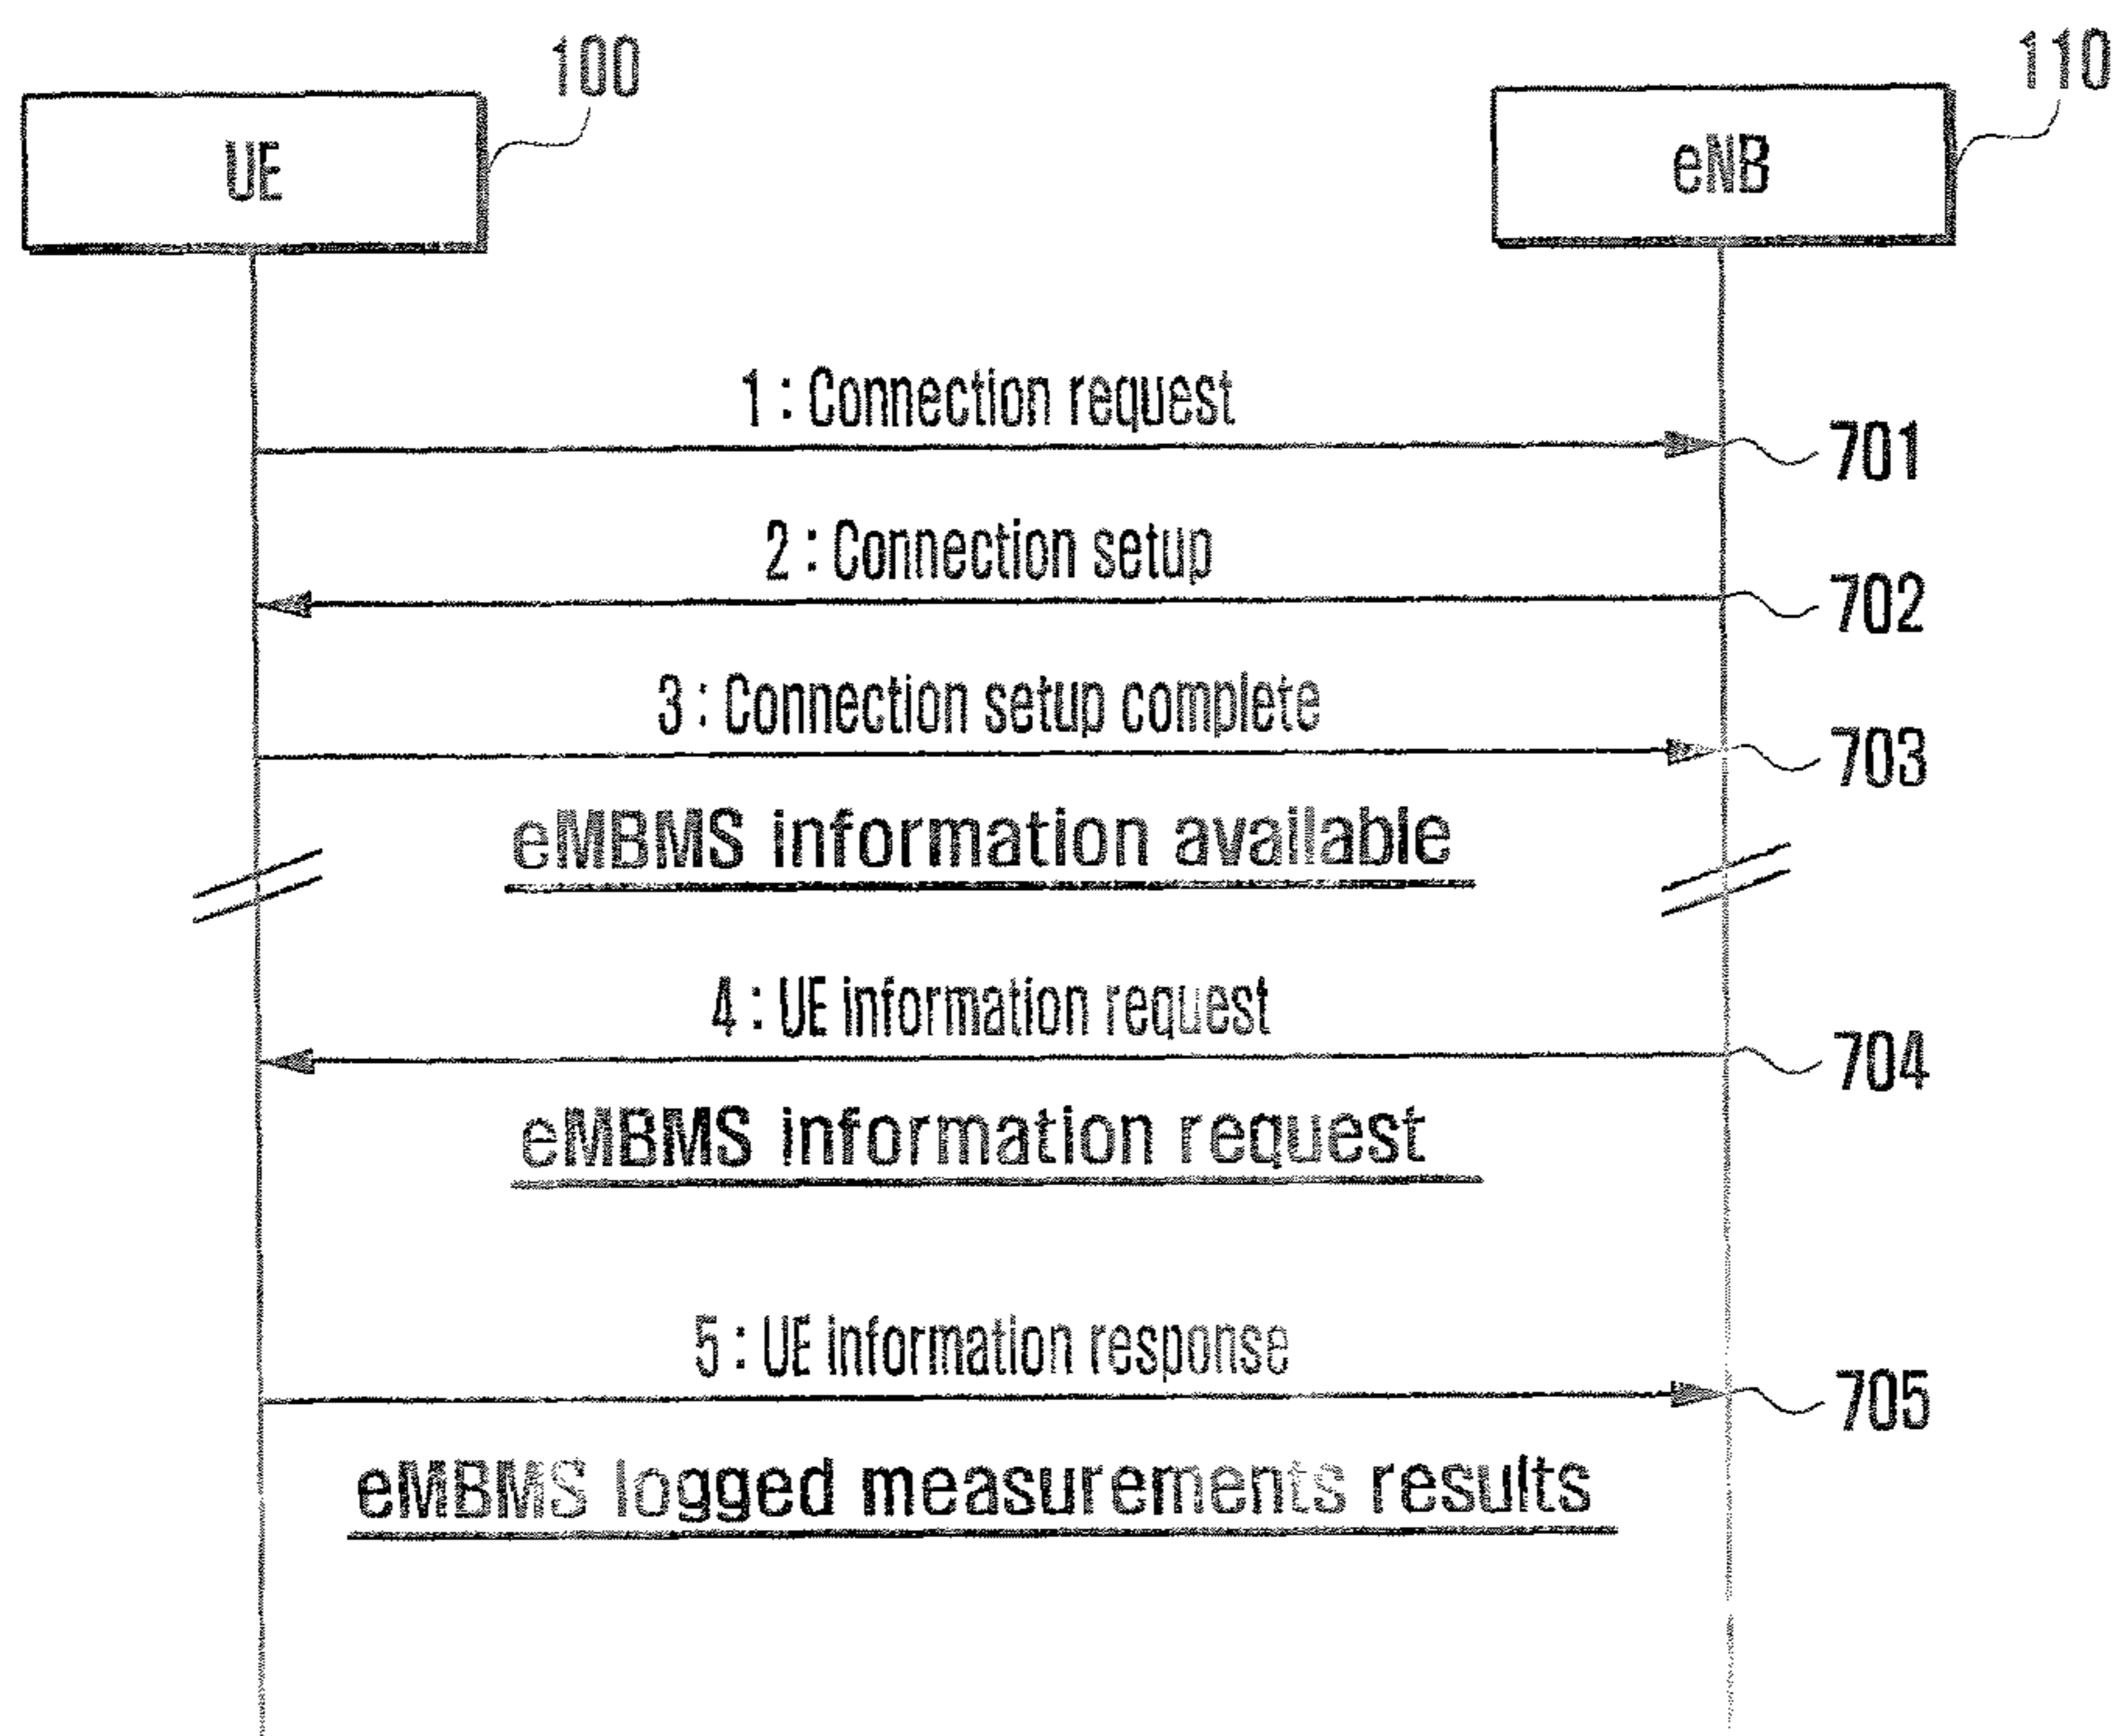 100
110
UE
eNB
1 : Connection request
701
2 : Connection setup
702
3 : Connection setup complete
703
eMBMS information available
4 : UE information request
704
eMBMS information request
5 : UE information response
705
eMBMS logged measurements results